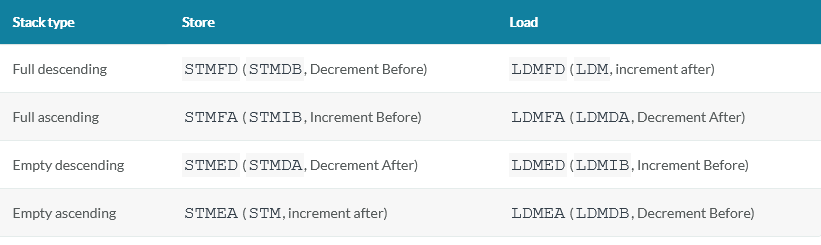 Stack type Store Load
Full descending STMFD (STMDB, Decrement Before) LDMFD (LDM, increment after)
Full ascending STMFA (STMIB, Increment Before) LDMFA (LDMDA, Decrement After)
Empty descending STMED (STMDA, Decrement After) LDMED (LDMIB, Increment Before)
Empty ascending STMEA (STM, increment after) LDMEA (LDMDB, Decrement Before)